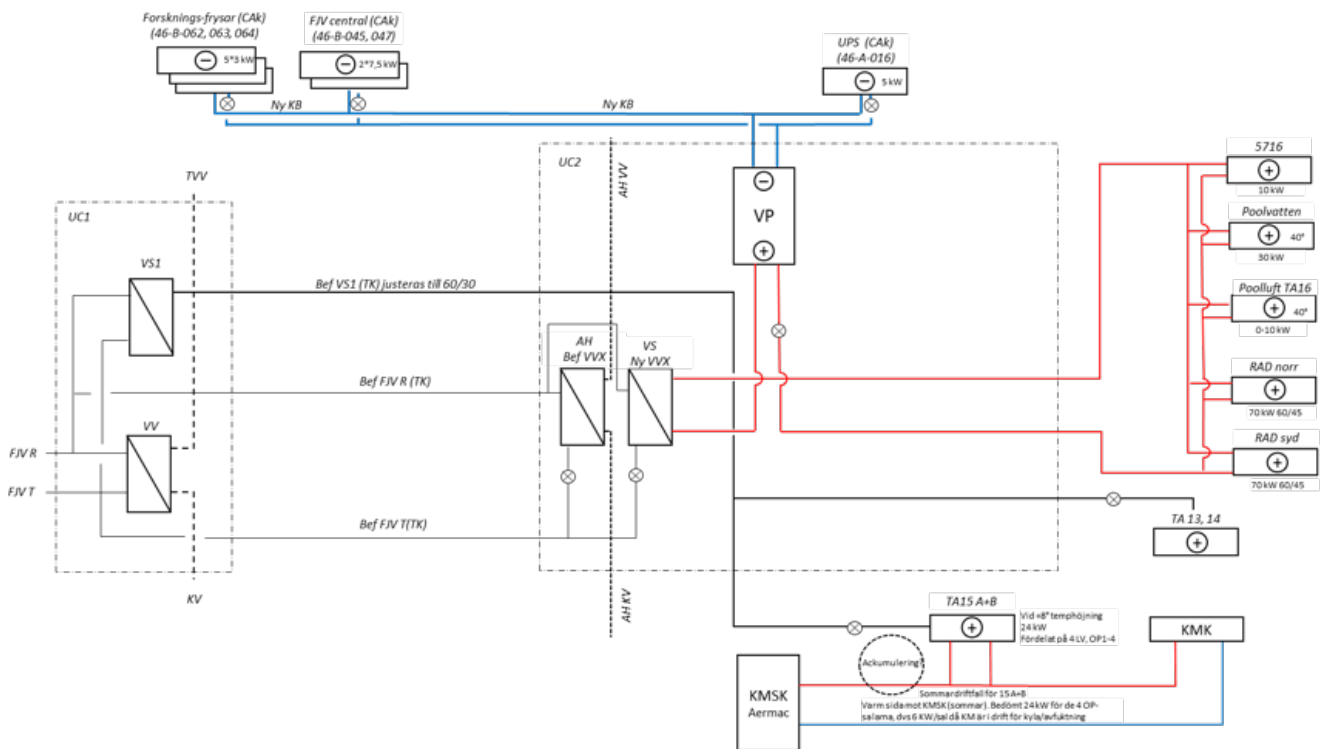 Forsknings-frysar (CAk)
(46-B-062, 063, 064)
5*3 kW
FJV central (CAk)
(46-B-045, 047)
2*7,5 kW
UPS (CAk)
(46-A-016)
5 kW
Ny KB
Ny KB
TVV
UC1
VS1
VV
FJV R
FJV T
KV
Bef VS1 (TK) justeras till 60/30
Bef FJV R (TK)
Bef FJV T(TK)
UC2
AH VV
AH KV
VP
AH
Bef VVX
VS
Ny VVX
5716
10 kW
Poolvatten
40°
30 kW
Poolluft TA16
40°
0-10 kW
RAD norr
70 kW 60/45
RAD syd
70 kW 60/45
TA 13, 14
TA15 A+B
Vid +8° temphöjning
24 kW
Fördelat på 4 LV, OP1-4
KMK
Ackumulering?
KMSK
Aermac
Sommardriftfall för 15 A+B
Varm sida mot KMSK (sommar). Bedömt 24 kW för de 4 OP-
salarna, dvs 6 KW/sal då KM är i drift för kyla/avfuktning